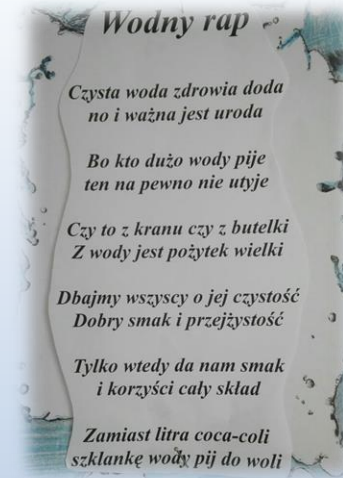 Wodny rap
Czysta woda zdrowia doda
no i ważna jest uroda
Bo kto dużo wody pije
ten na pewno nie utyje
Czy to z kranu czy z butelki
Z wody jest pożytek wielki
Dbajmy wszyscy o jej czystość
Dobry smak i przejżystość
Tylko wtedy da nam smak
i korzyści cały skład
Zamiast litra coca-coli
szklankę wody pij do woli